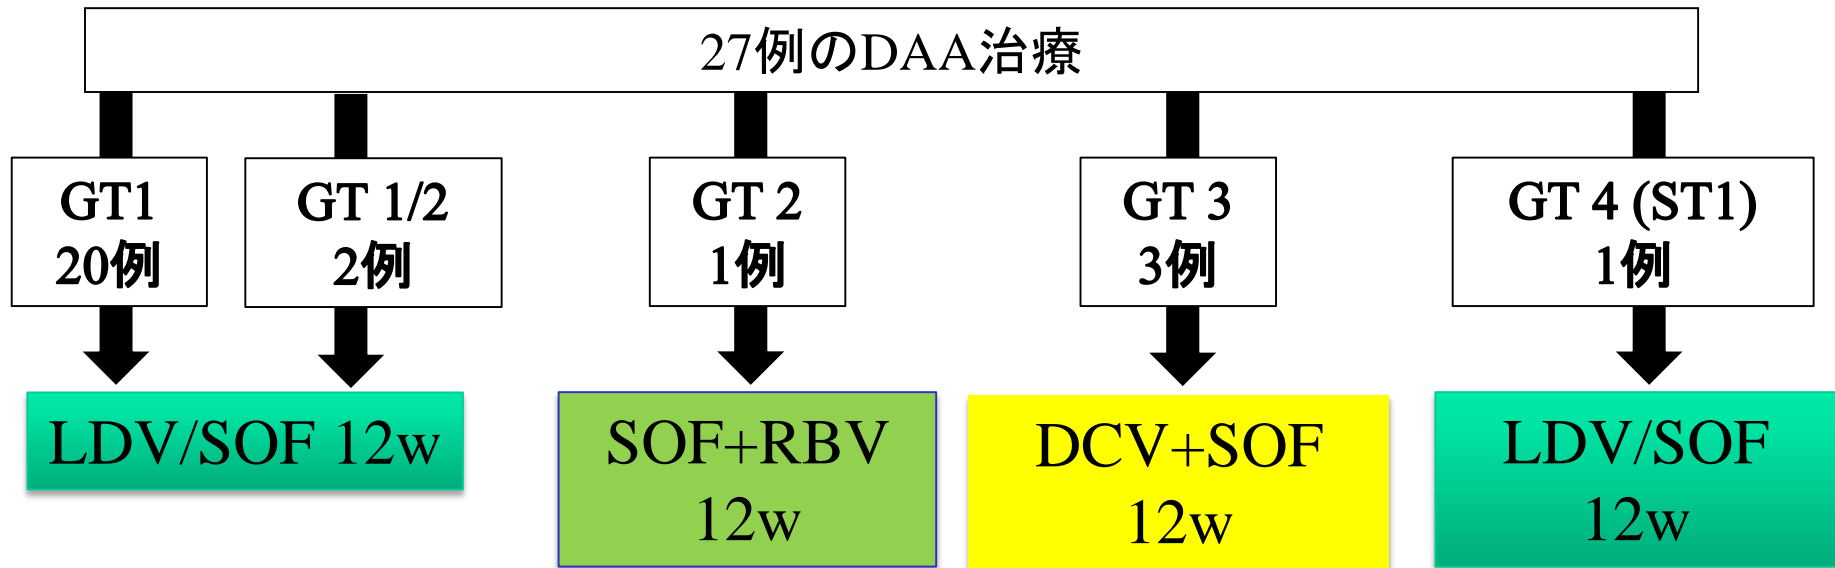 27例のDAA治療
GT1
20例
GT 1/2
2例
GT 2
1例
GT 3
3例
GT 4 (ST1)
1例
LDV/SOF 12w
SOF+RBV
12w
DCV+SOF
12w
LDV/SOF
12w